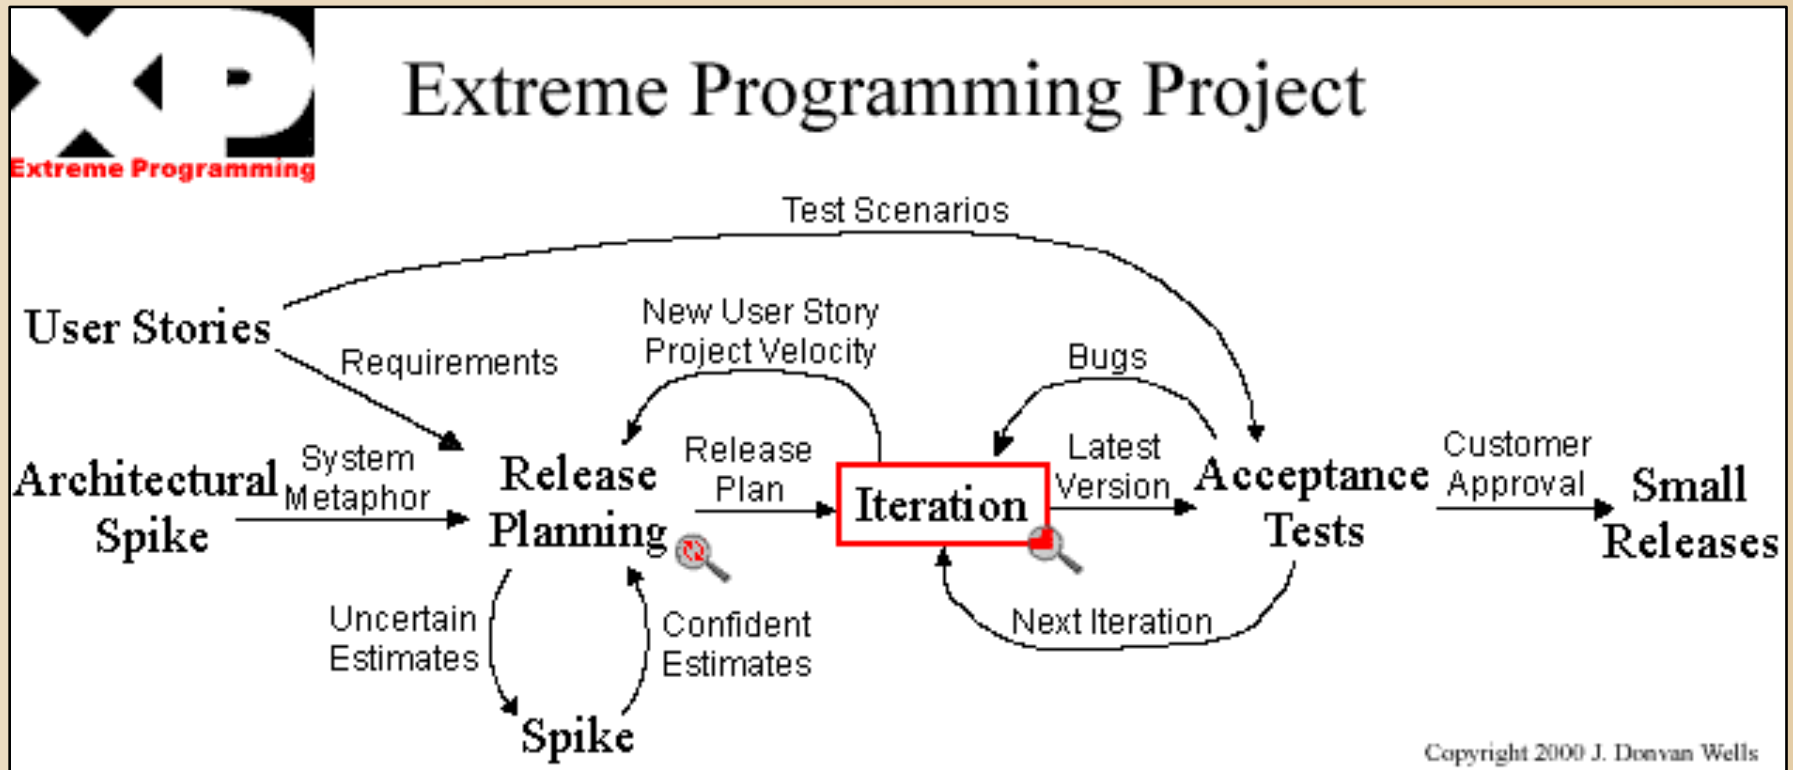 XP
Extreme Programming
Extreme Programming Project
Test Scenarios
User Stories
Requirements
New User Story
Project Velocity
Bugs
Architectural
Spike
System
Metaphor
Release
Planning
Release
Plan
Iteration
Latest
Version
Acceptance
Tests
Customer
Approval
Small
Releases
Uncertain
Estimates
Confident
Estimates
Next Iteration
Spike
Copyright 2000 J. Donvan Wells